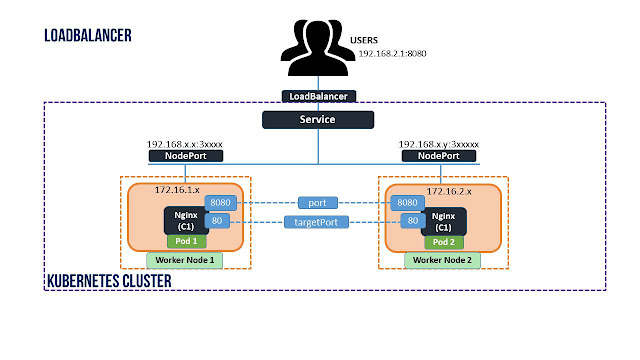 LOADBALANCER
USERS
192.168.2.1:8080
LoadBalancer
Service
192.168.x.x:3xxxx
NodePort
192.168.x.y:3xxxxx
NodePort
172.16.1.x
8080
Nginx
(C1)
80
Pod 1
Worker Node 1
port
targetPort
172.16.2.x
8080
Nginx
(C1)
80
Pod 2
Worker Node 2
KUBERNETES CLUSTER